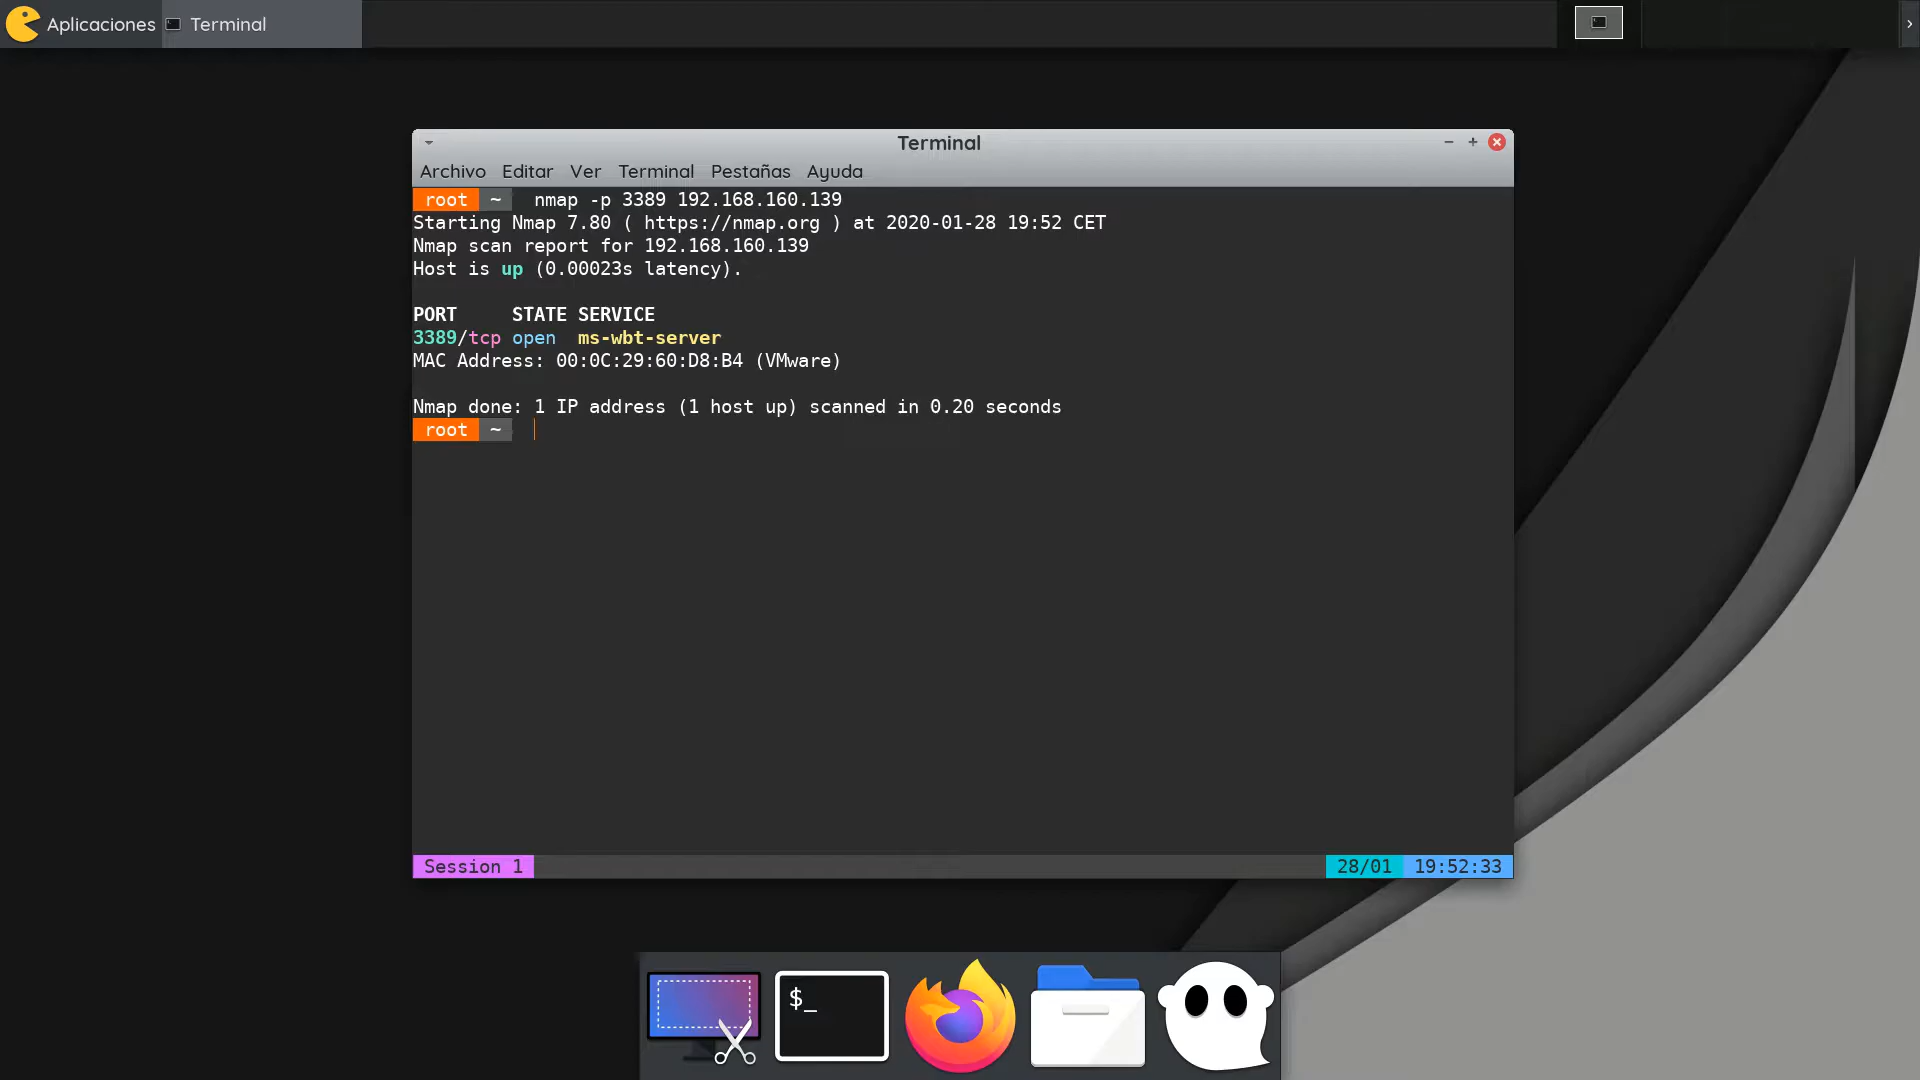 Aplicaciones
Terminal
Terminal
Archivo Editar Ver Terminal Pestañas Ayuda
root ~ nmap -p 3389 192.168.160.139
Starting Nmap 7.80 ( https://nmap.org ) at 2020-01-28 19:52 CET
Nmap scan report for 192.168.160.139
Host is up (0.00023s latency).
PORT STATE SERVICE
3389/tcp open ms-wbt-server
MAC Address: 00:0C:29:60:D8:B4 (VMware)
Nmap done: 1 IP address (1 host up) scanned in 0.20 seconds
root ~
Session 1 28/01 19:52:33
$_